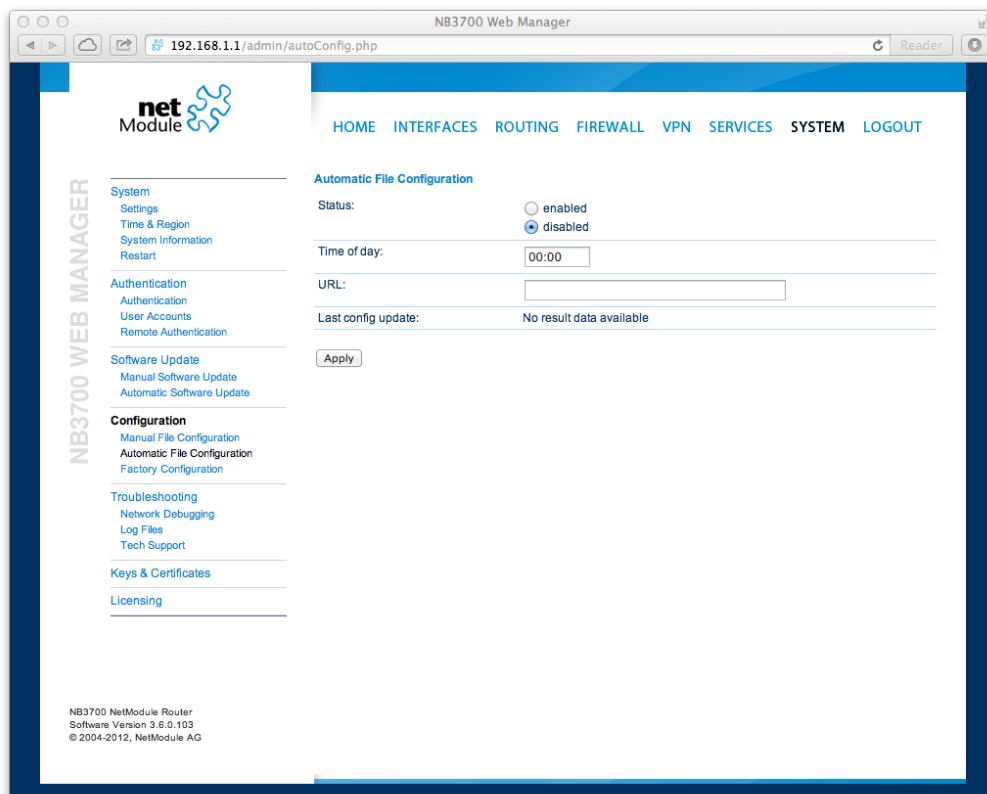 NB3700 Web Manager
192.168.1.1/admin/autoConfig.php
Reader
net
Module
HOME INTERFACES ROUTING FIREWALL VPN SERVICES SYSTEM LOGOUT
NB3700 WEB MANAGER
System
Settings
Time & Region
System Information
Restart
Authentication
Authentication
User Accounts
Remote Authentication
Software Update
Manual Software Update
Automatic Software Update
Configuration
Manual File Configuration
Automatic File Configuration
Factory Configuration
Troubleshooting
Network Debugging
Log Files
Tech Support
Keys & Certificates
Licensing
Automatic File Configuration
Status:
enabled
disabled
Time of day:
00:00
URL:
Last config update: No result data available
Apply
NB3700 NetModule Router
Software Version 3.6.0.103
© 2004-2012, NetModule AG